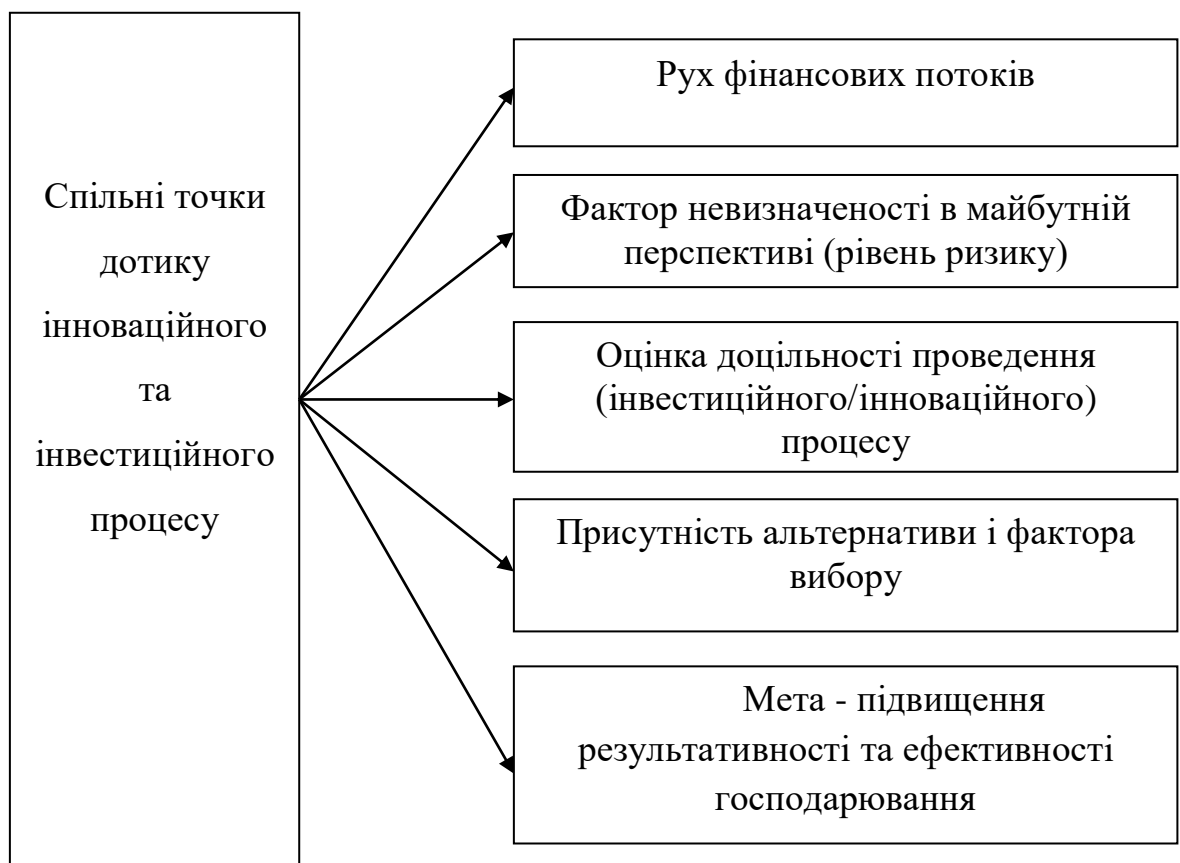 Спільні точки
дотику
інноваційного
та
інвестиційного
процесу
Рух фінансових потоків
Фактор невизначеності в майбутній
перспективі (рівень ризику)
Оцінка доцільності проведення
(інвестиційного/інноваційного)
процесу
Присутність альтернативи і фактора
вибору
Мета - підвищення
результативності та ефективності
господарювання